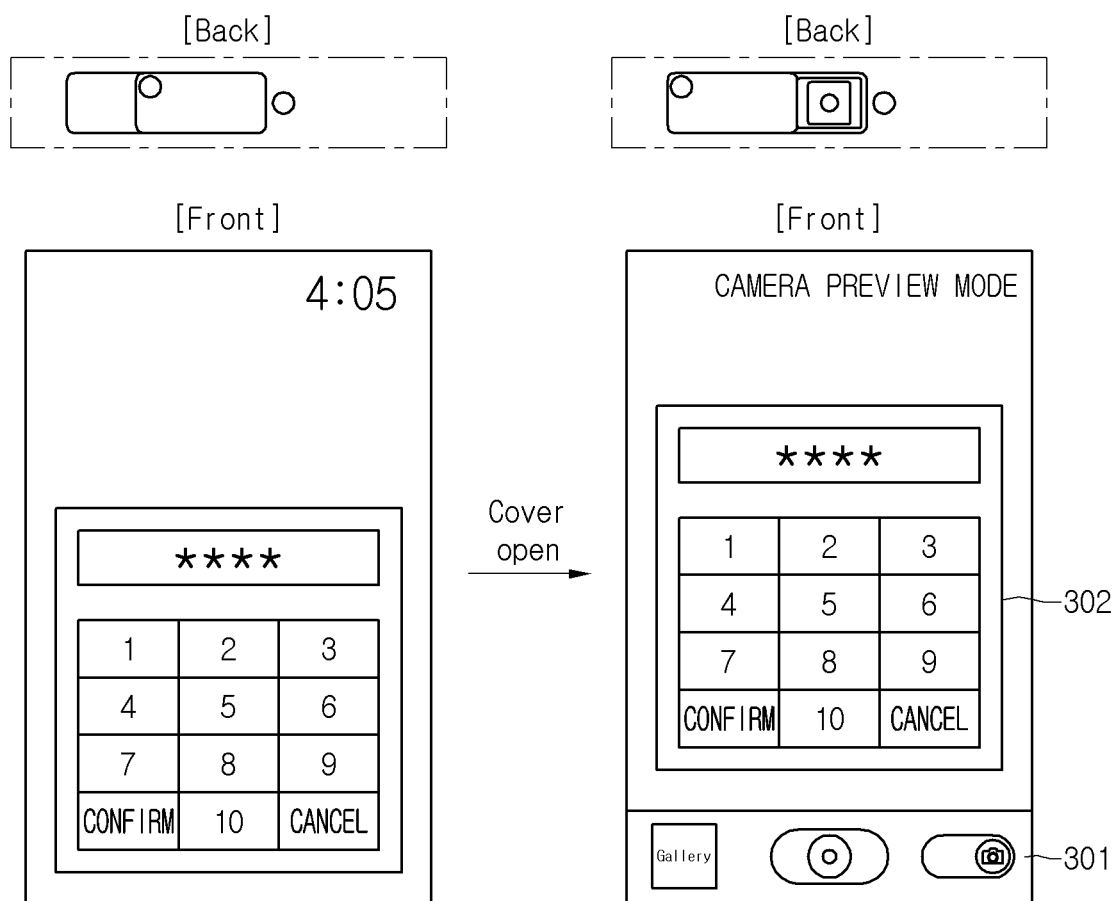 [Back]
[Back]
[Front]
[Front]
4:05
****
1 2 3
4 5 6
7 8 9
CONFIRM 10 CANCEL
Cover
open
CAMERA PREVIEW MODE
****
1 2 3
4 5 6
7 8 9
CONFIRM 10 CANCEL
302
Gallery
301